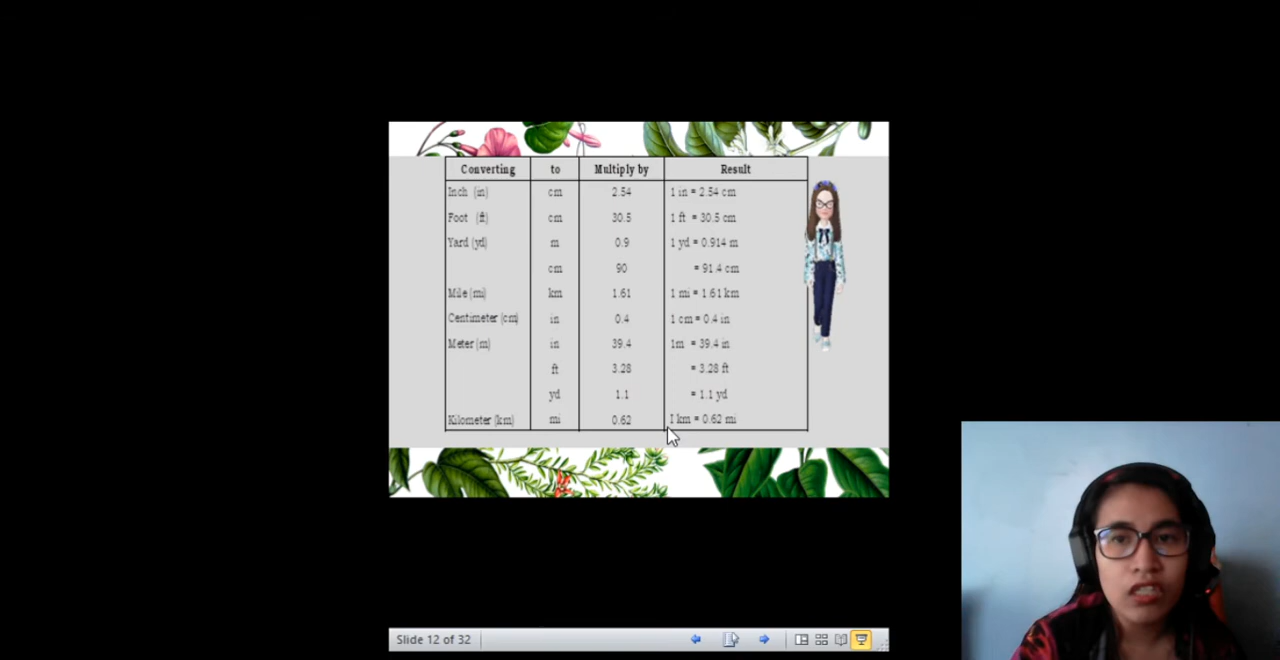 Converting to Multiply by Result
Inch (in) cm 2.54 1 in = 2.54 cm
Foot (ft) cm 30.5 1 ft = 30.5 cm
Yard (yd) m 0.9 1 yd = 0.914 m
cm 90 = 91.4 cm
Mile (mi) km 1.61 1 mi = 1.61 km
Centimeter (cm) in 0.4 1 cm = 0.4 in
Meter (m) in 39.4 1m = 39.4 in
ft 3.28 = 3.28 ft
yd 1.1 = 1.1 yd
Kilometer (km) mi 0.62 I km = 0.62 mi
Slide 12 of 32